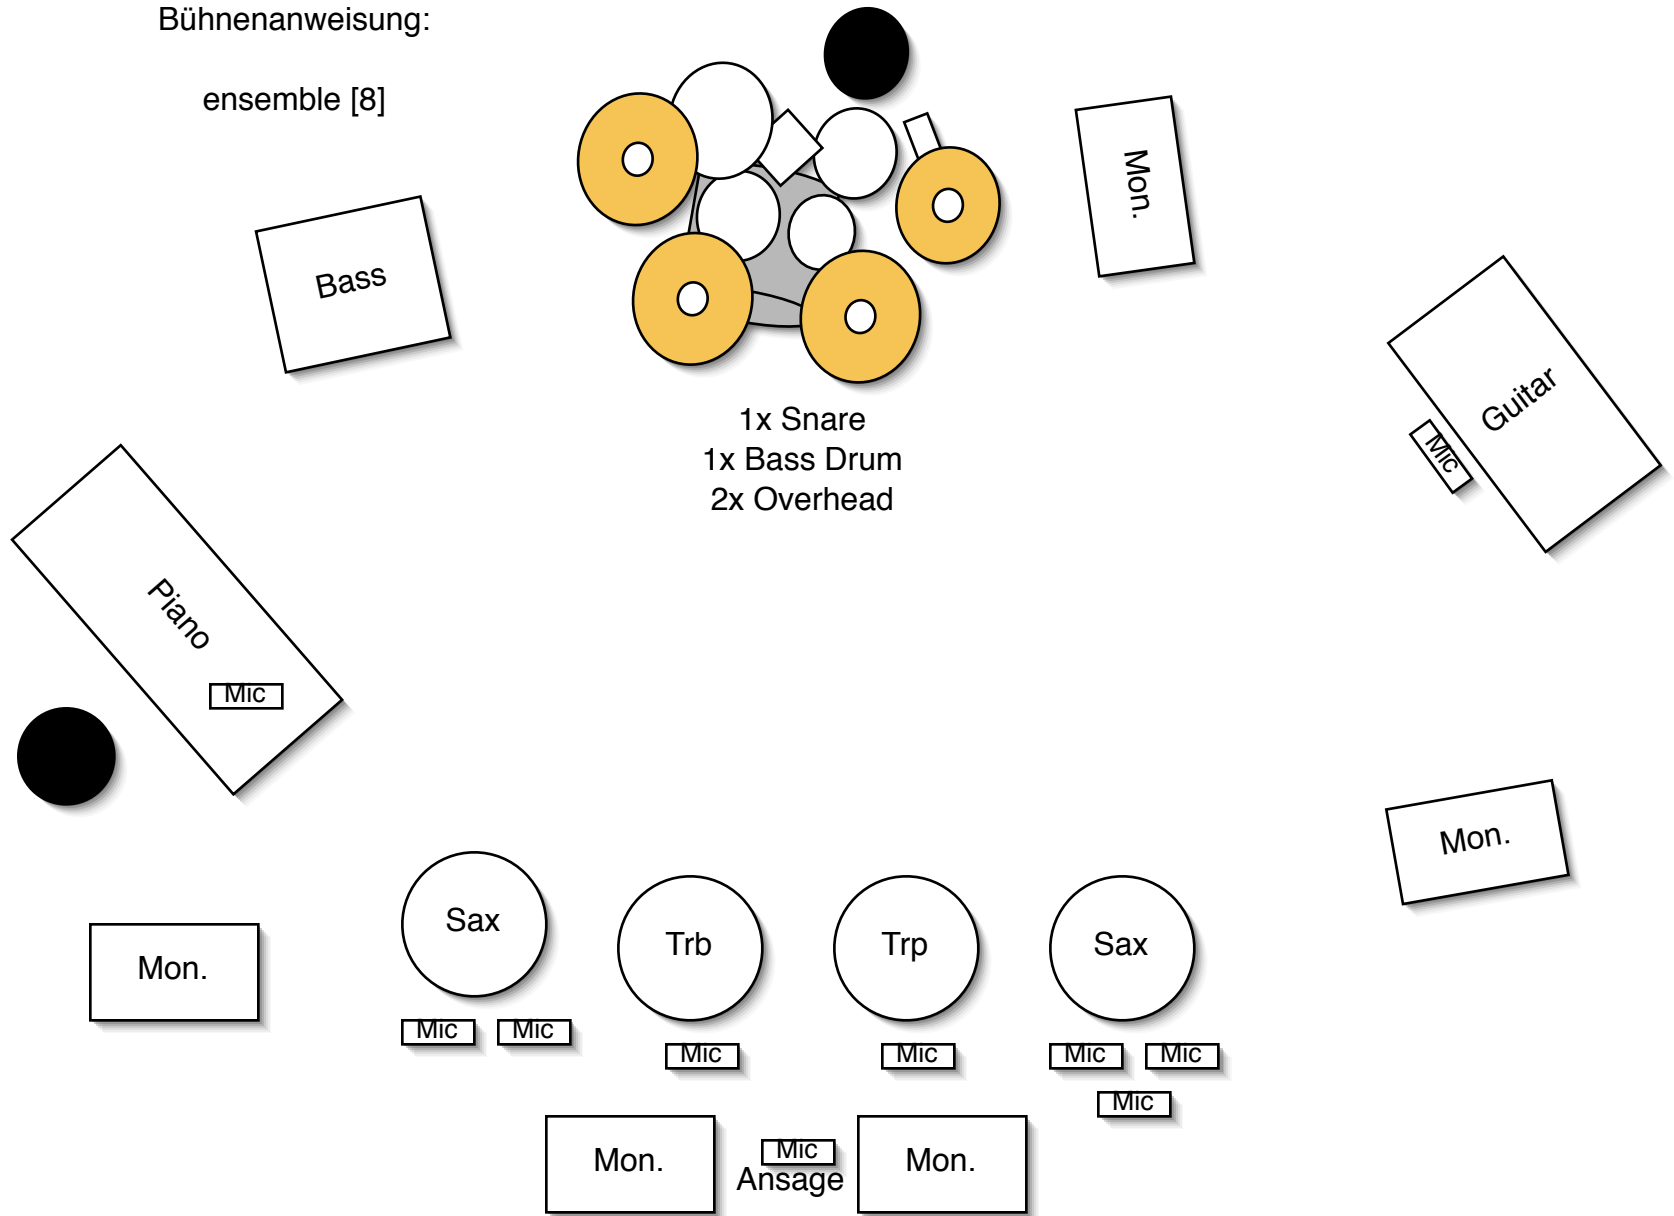 Bühnenanweisung:
ensemble [8]
Mon.
Bass
Guitar
Mic
1x Snare
1x Bass Drum
2x Overhead
Piano
Mic
Mon.
Sax
Trb
Trp
Sax
Mon.
Mic
Mic
Mic
Mic
Mic
Mic
Mic
Mon.
Mic
Mon.
Ansage